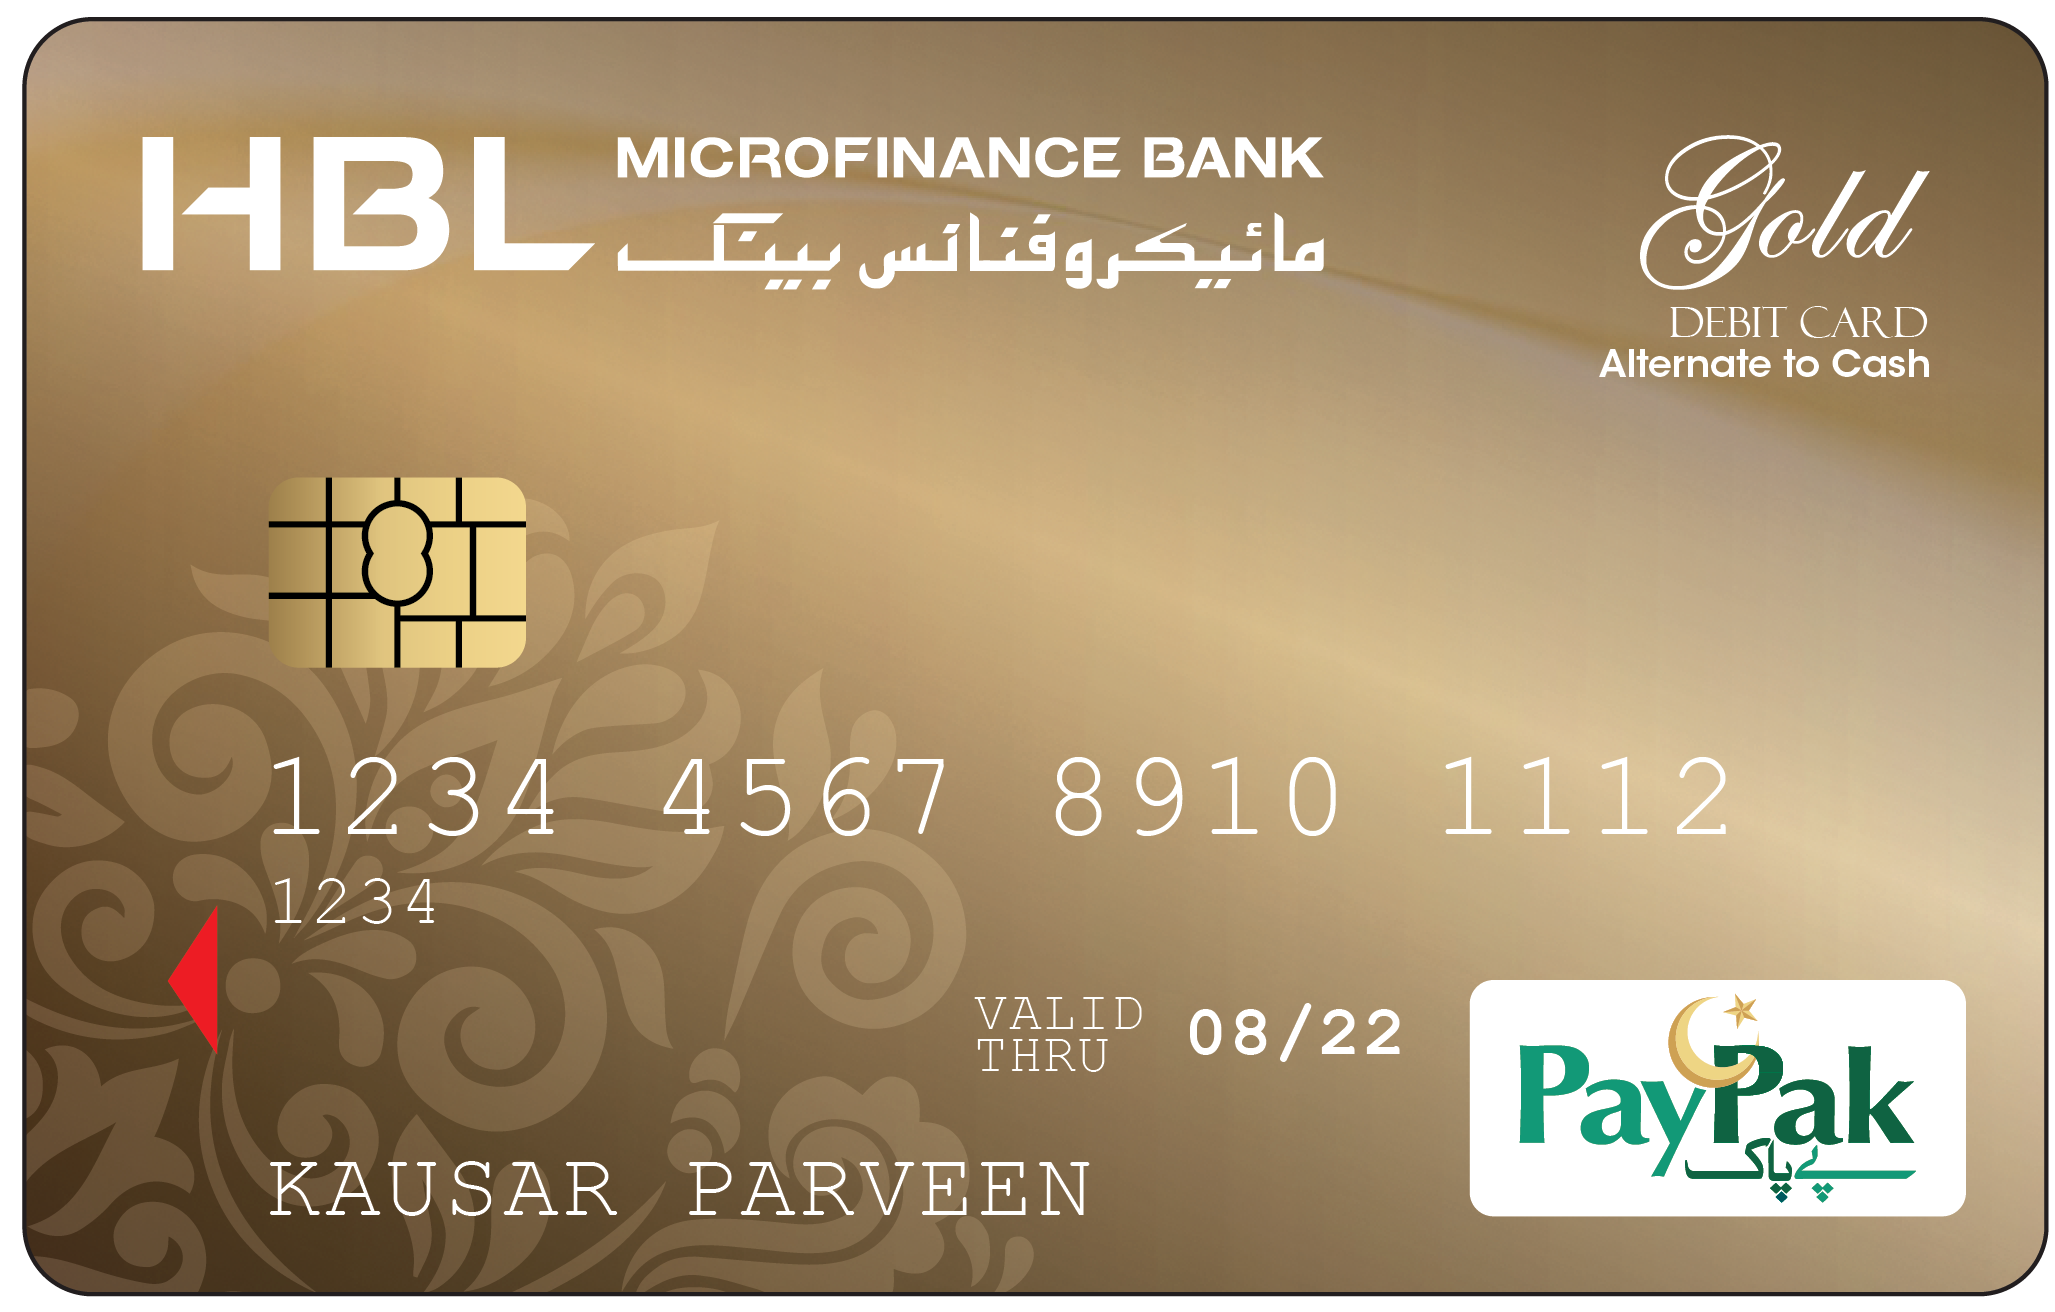 HBL MICROFINANCE BANK
مائیکروفنانس بینک
Gold
DEBIT CARD
Alternate to Cash
1234 4567 8910 1112
1234
VALID
THRU
08/22
PayPak
پے پاک
KAUSAR PARVEEN